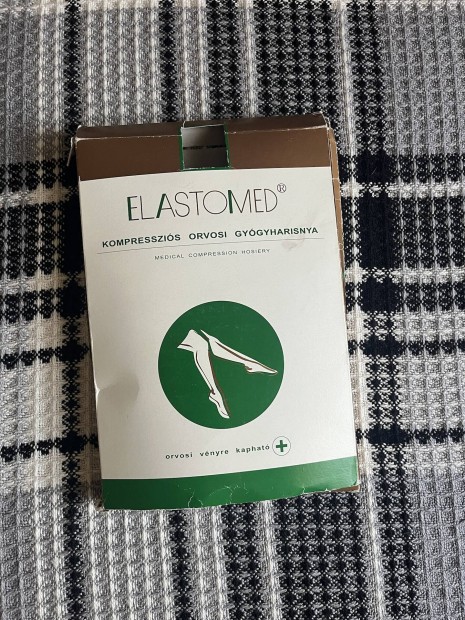 ELASTOMED®
KOMPRESSZIÓS ORVOSI GYÓGYHARISNYA
MEDICAL COMPRESSION HOSIERY
orvosi vényre kapható